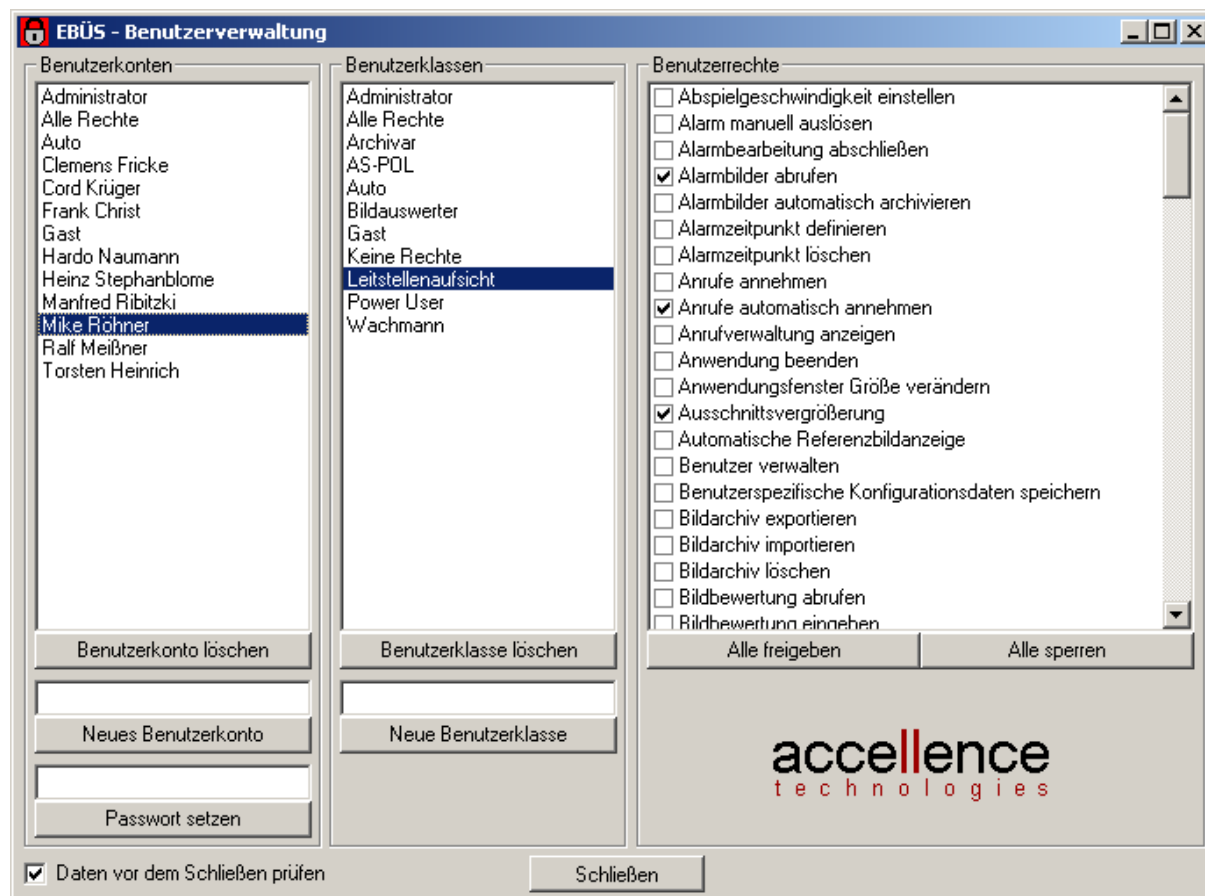 EBÜS - Benutzerverwaltung
Benutzerkonten
Administrator
Alle Rechte
Auto
Clemens Fricke
Cord Krüger
Frank Christ
Gast
Hardo Naumann
Heinz Stephanblome
Manfred Ribitzki
Mike Röhner
Ralf Meißner
Torsten Heinrich
Benutzerkonto löschen
Neues Benutzerkonto
Passwort setzen
Benutzerklassen
Administrator
Alle Rechte
Archivar
AS-POL
Auto
Bildauswerter
Gast
Keine Rechte
Leitstellenaufsicht
Power User
Wachmann
Benutzerklasse löschen
Neue Benutzerklasse
Benutzerrechte
Abspielgeschwindigkeit einstellen
Alarm manuell auslösen
Alarmbearbeitung abschließen
Alarmbilder abrufen
Alarmbilder automatisch archivieren
Alarmzeitpunkt definieren
Alarmzeitpunkt löschen
Anrufe annehmen
Anrufe automatisch annehmen
Anrufverwaltung anzeigen
Anwendung beenden
Anwendungsfenster Größe verändern
Ausschnittsvergrößerung
Automatische Referenzbildanzeige
Benutzer verwalten
Benutzerspezifische Konfigurationsdaten speichern
Bildarchiv exportieren
Bildarchiv importieren
Bildarchiv löschen
Bildbewertung abrufen
Bildbewertung eingeben
Alle freigeben
Alle sperren
accellence
technologies
Daten vor dem Schließen prüfen
Schließen